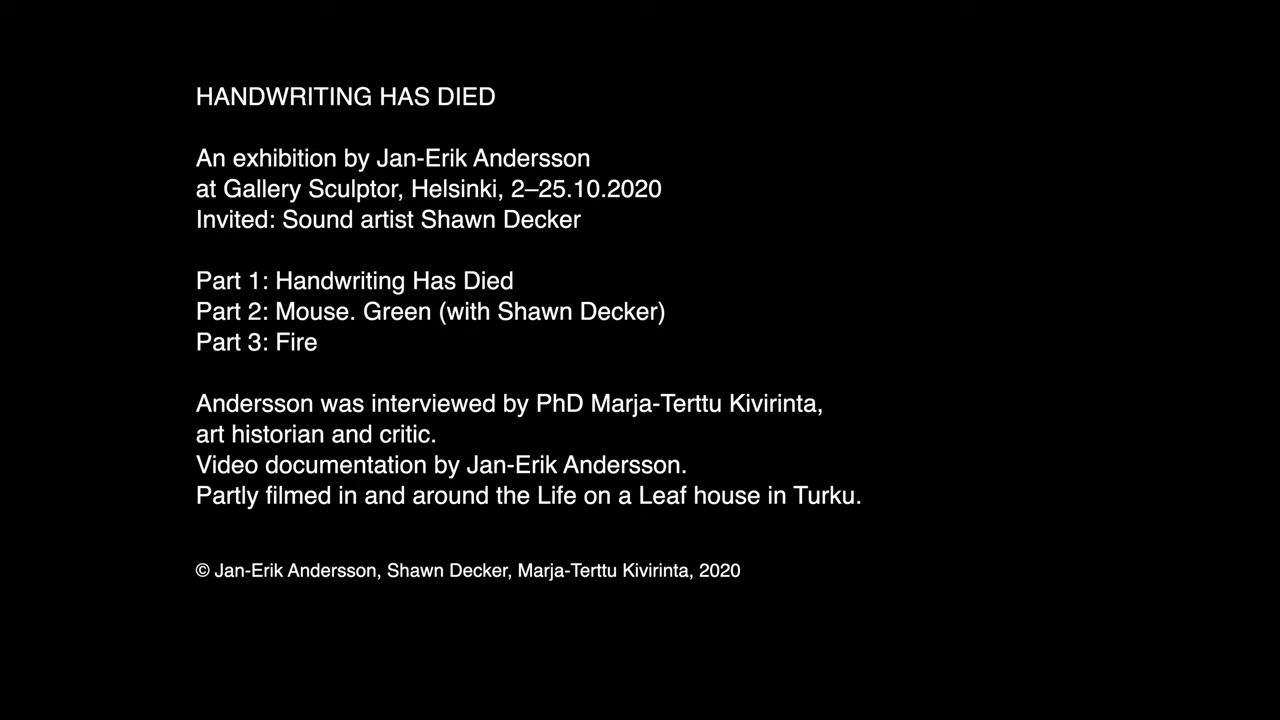 HANDWRITING HAS DIED
An exhibition by Jan-Erik Andersson
at Gallery Sculptor, Helsinki, 2–25.10.2020
Invited: Sound artist Shawn Decker
Part 1: Handwriting Has Died
Part 2: Mouse. Green (with Shawn Decker)
Part 3: Fire
Andersson was interviewed by PhD Marja-Terttu Kivirinta,
art historian and critic.
Video documentation by Jan-Erik Andersson.
Partly filmed in and around the Life on a Leaf house in Turku.
© Jan-Erik Andersson, Shawn Decker, Marja-Terttu Kivirinta, 2020